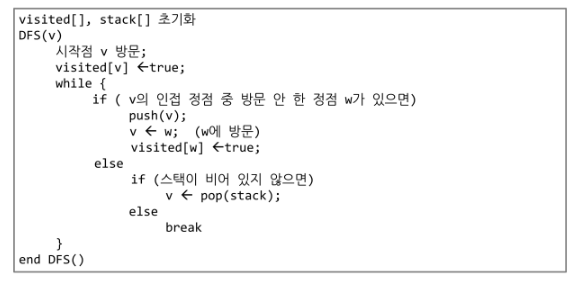 visited[], stack[] 초기화
DFS(v)
시작점 v 방문;
visited[v] ←true;
while {
if ( v의 인접 정점 중 방문 안 한 정점 w가 있으면)
push(v);
v ← w;  (w에 방문)
visited[w] ←true;
else
if (스택이 비어 있지 않으면)
v ← pop(stack);
else
break
}
end DFS()